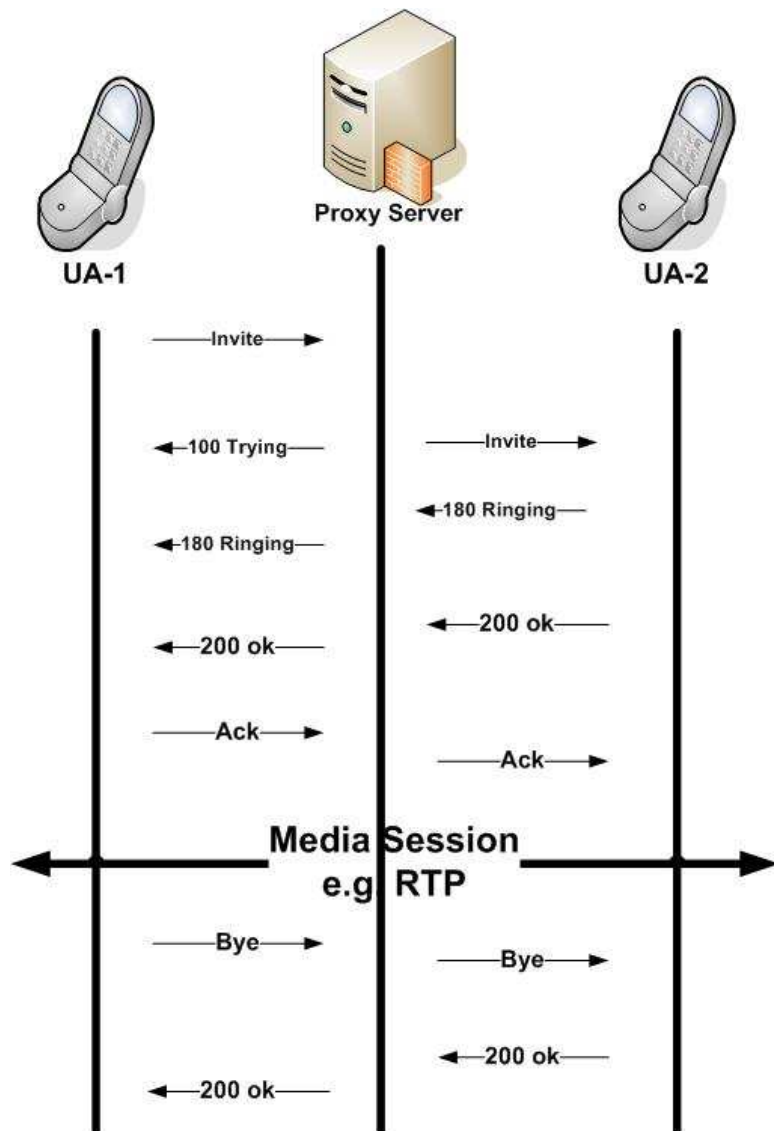 Proxy Server
UA-1
UA-2
Invite
100 Trying
Invite
180 Ringing
180 Ringing
200 ok
200 ok
Ack
Ack
Media Session
e.g. RTP
Bye
Bye
200 ok
200 ok